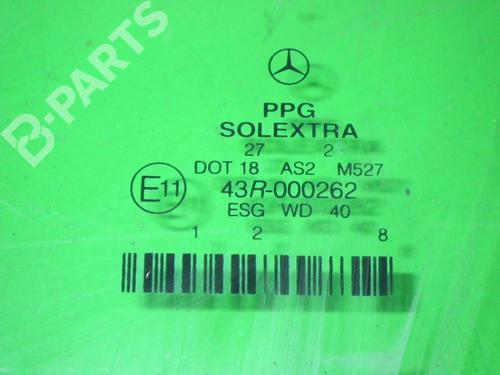 B-PARTS
PPG
SOLEXTRA
27 2
DOT 18 AS2 M527
E11 43R-000262
ESG WD 40
1 2 8